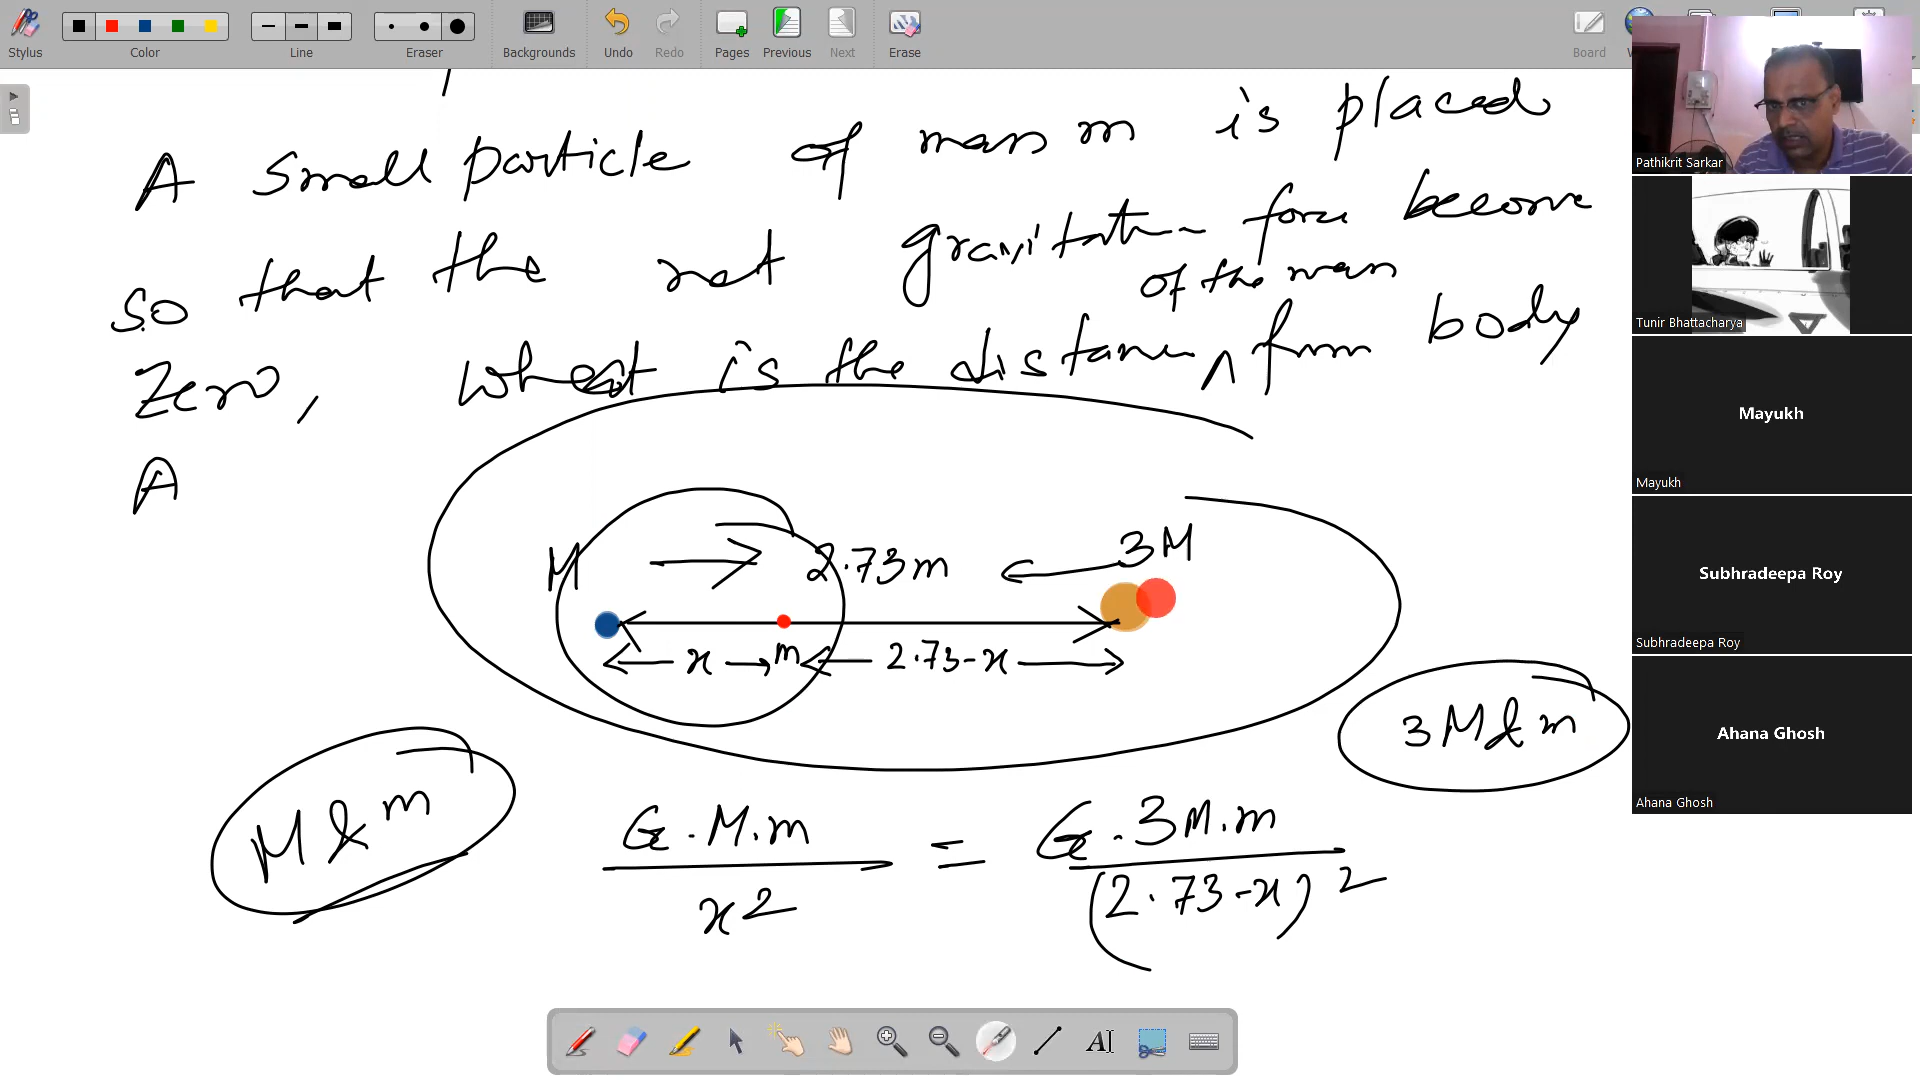 Stylus
Color
Line
Eraser
Backgrounds
Undo
Redo
Pages
Previous
Next
Erase
Board
A small particle of mass m is placed
so that the net gravitation force become
of the mass
Zero, what is the distance ^ from body
A
M → 2.73m ← 3M
x m 2.73-x
3M & m
M & m
G.M.m = G.3M.m
x2 (2.73-x)2
Pathikrit Sarkar
Tunir Bhattacharya
Mayukh
Mayukh
Subhradeepa Roy
Subhradeepa Roy
Ahana Ghosh
Ahana Ghosh
AI